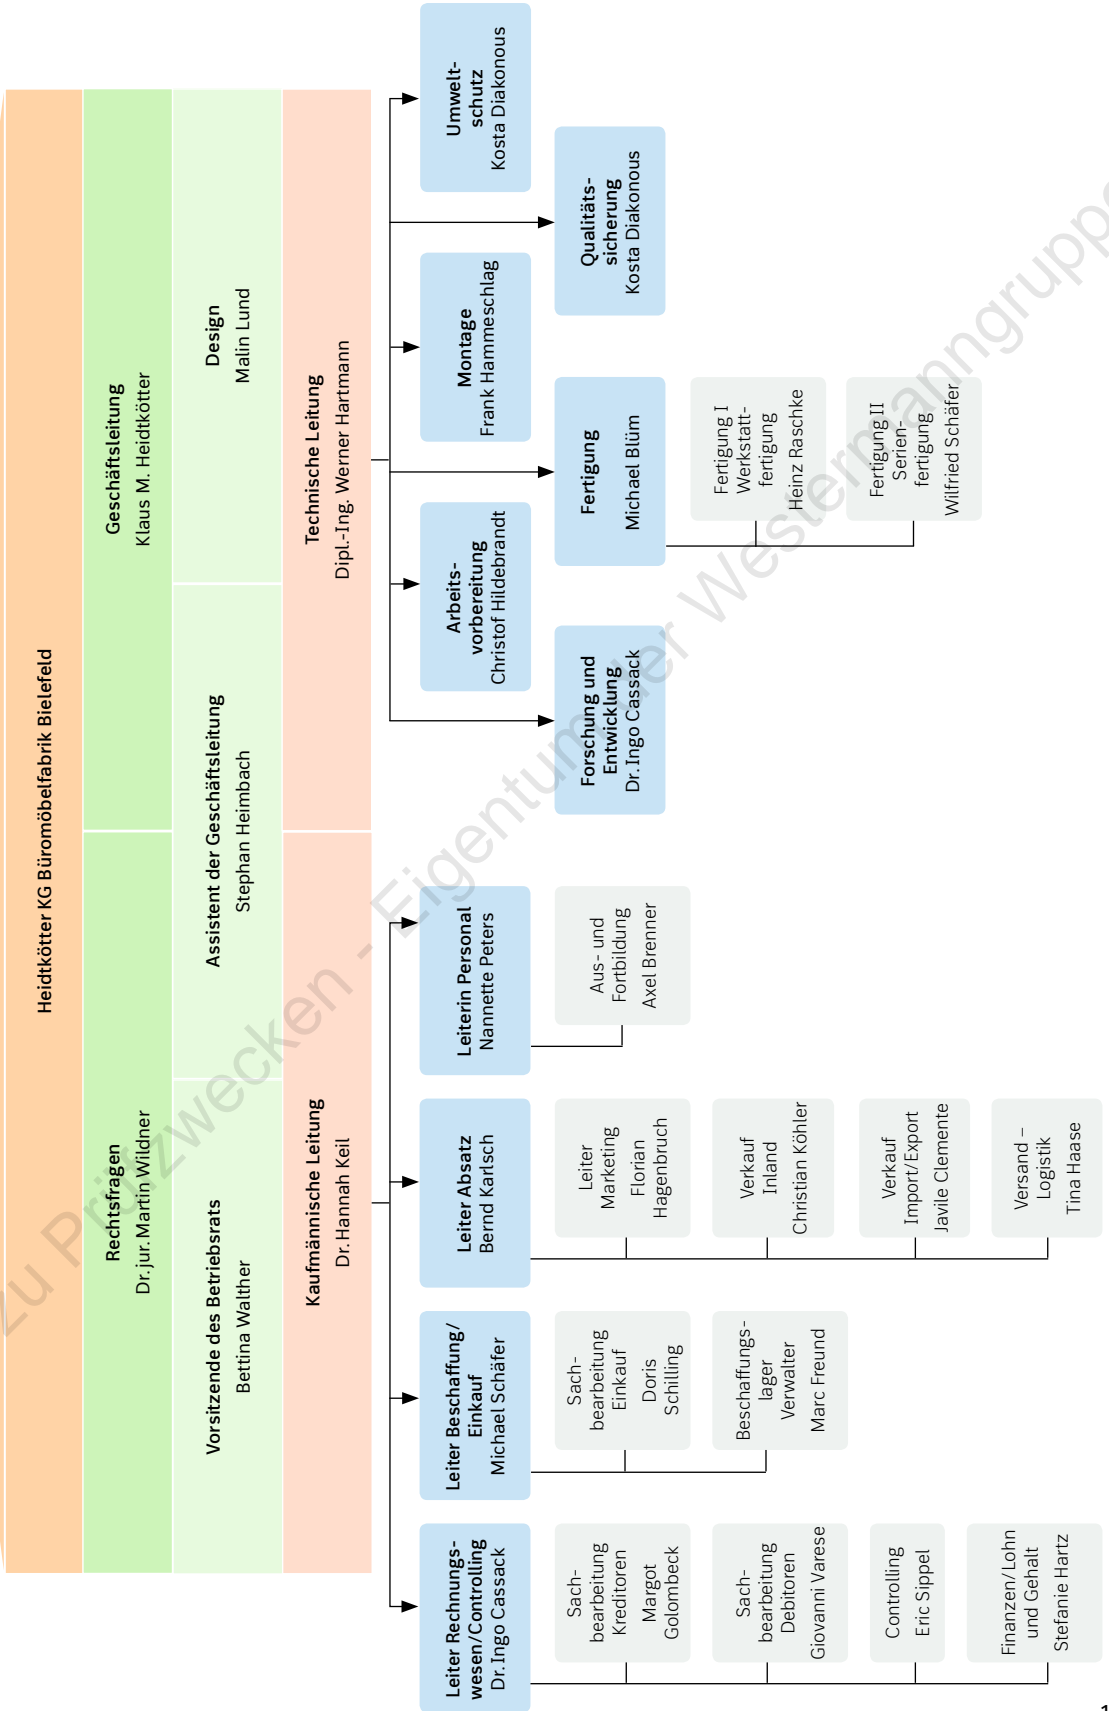 Heidtkötter KG Büromöbelfabrik Bielefeld
Rechtsfragen
Dr. jur. Martin Wildner
Geschäftsleitung
Klaus M. Heidtkötter
Vorsitzende des Betriebsrats
Bettina Walther
Assistent der Geschäftsleitung
Stephan Heimbach
Design
Malin Lund
Kaufmännische Leitung
Dr. Hannah Keil
Technische Leitung
Dipl.-Ing. Werner Hartmann
Leiter Rechnungs-
wesen/Controlling
Dr. Ingo Cassack
Sach-
bearbeitung
Kreditoren
Margot
Golombeck
Sach-
bearbeitung
Debitoren
Giovanni Varese
Controlling
Eric Sippel
Finanzen/Lohn
und Gehalt
Stefanie Hartz
Leiter Beschaffung/
Einkauf
Michael Schäfer
Sach-
bearbeitung
Einkauf
Doris
Schilling
Beschaffungs-
lager
Verwalter
Marc Freund
Leiter Absatz
Bernd Karlsch
Leiter
Marketing
Florian
Hagenbruch
Verkauf
Inland
Christian Köhler
Verkauf
Import/Export
Javile Clemente
Versand –
Logistik
Tina Haase
Leiterin Personal
Nannette Peters
Aus- und
Fortbildung
Axel Brenner
Forschung und
Entwicklung
Dr. Ingo Cassack
Arbeits-
vorbereitung
Christof Hildebrandt
Fertigung
Michael Blüm
Fertigung I
Werkstatt-
fertigung
Heinz Raschke
Fertigung II
Serien-
fertigung
Wilfried Schäfer
Montage
Frank Hammeschlag
Qualitäts-
sicherung
Kosta Diakonous
Umwelt-
schutz
Kosta Diakonous
zu Prüfzwecken - Eigentum der Westermanngruppe
1